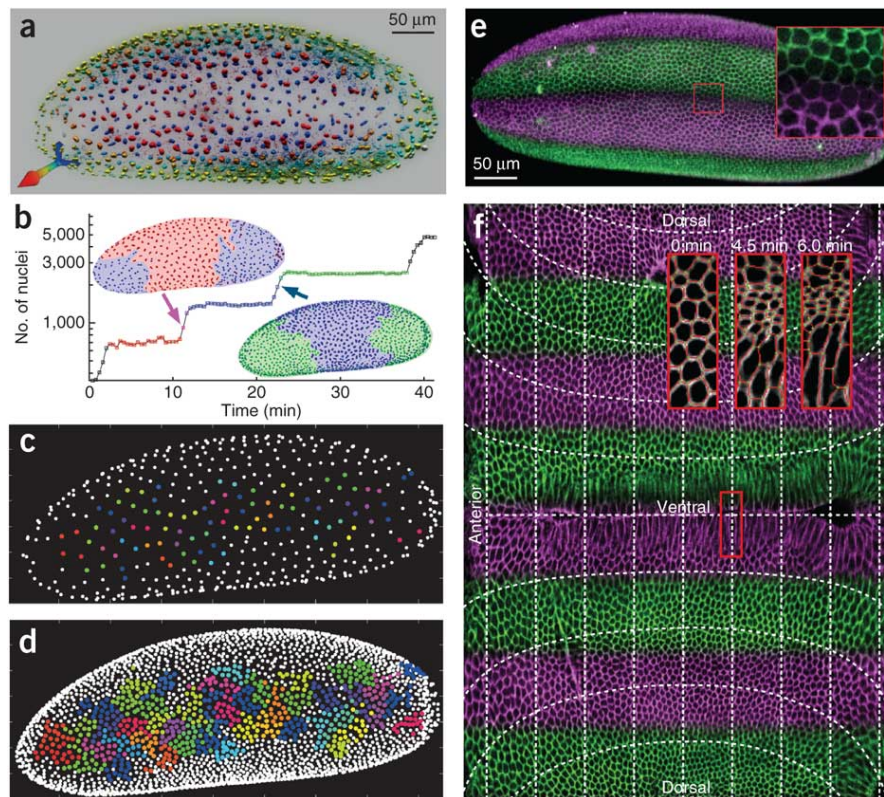 a
50 μm
b
No. of nuclei
5,000
3,000
1,000
0
10
20
30
40
Time (min)
c
d
e
50 μm
f
Dorsal
0 min
4.5 min
6.0 min
Anterior
Ventral
Dorsal